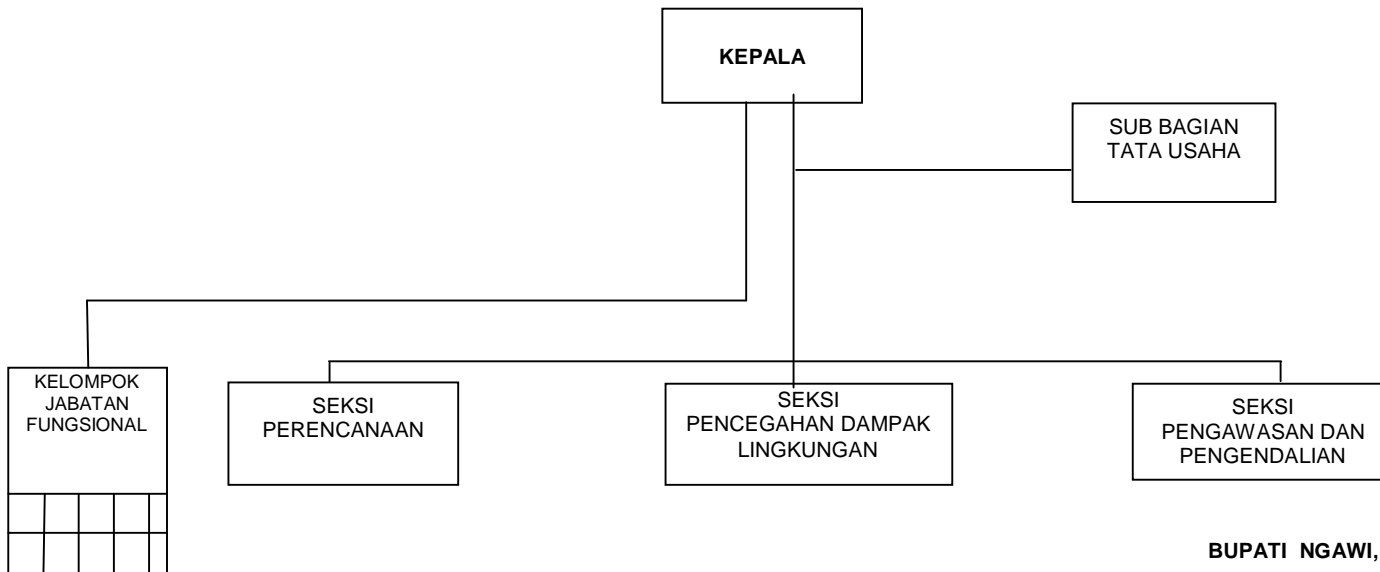 KEPALA
SUB BAGIAN
TATA USAHA
KELOMPOK
JABATAN
FUNGSIONAL
SEKSI
PERENCANAAN
SEKSI
PENCEGAHAN DAMPAK
LINGKUNGAN
SEKSI
PENGAWASAN DAN
PENGENDALIAN
BUPATI NGAWI,